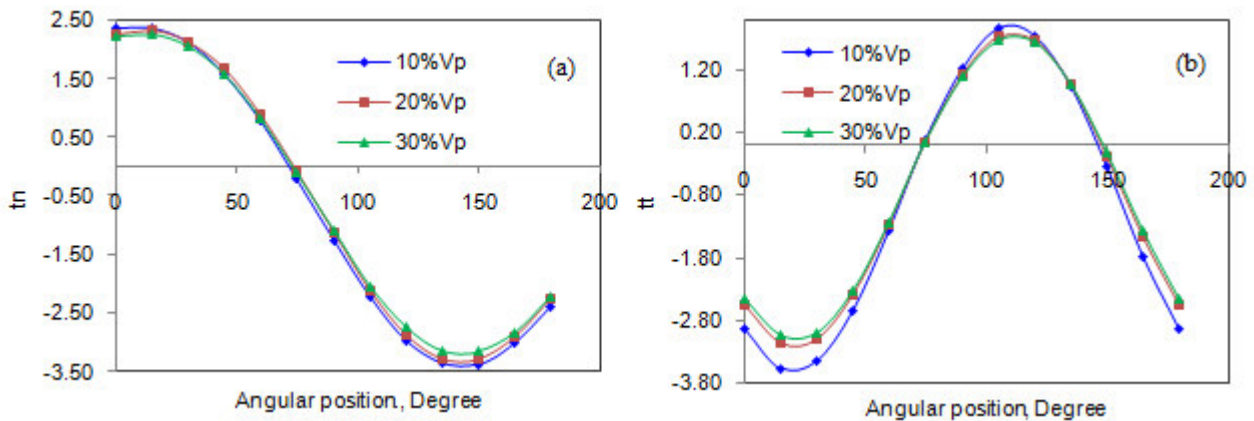 2.50
1.50
0.50
-0.50
-1.50
-2.50
-3.50
tn
0
50
100
150
200
10%Vp
20%Vp
30%Vp
(a)
Angular position., Degree
1.20
0.20
-0.80
-1.80
-2.80
-3.80
tt
0
50
100
150
200
10%Vp
20%Vp
30%Vp
(b)
Angular position, Degree